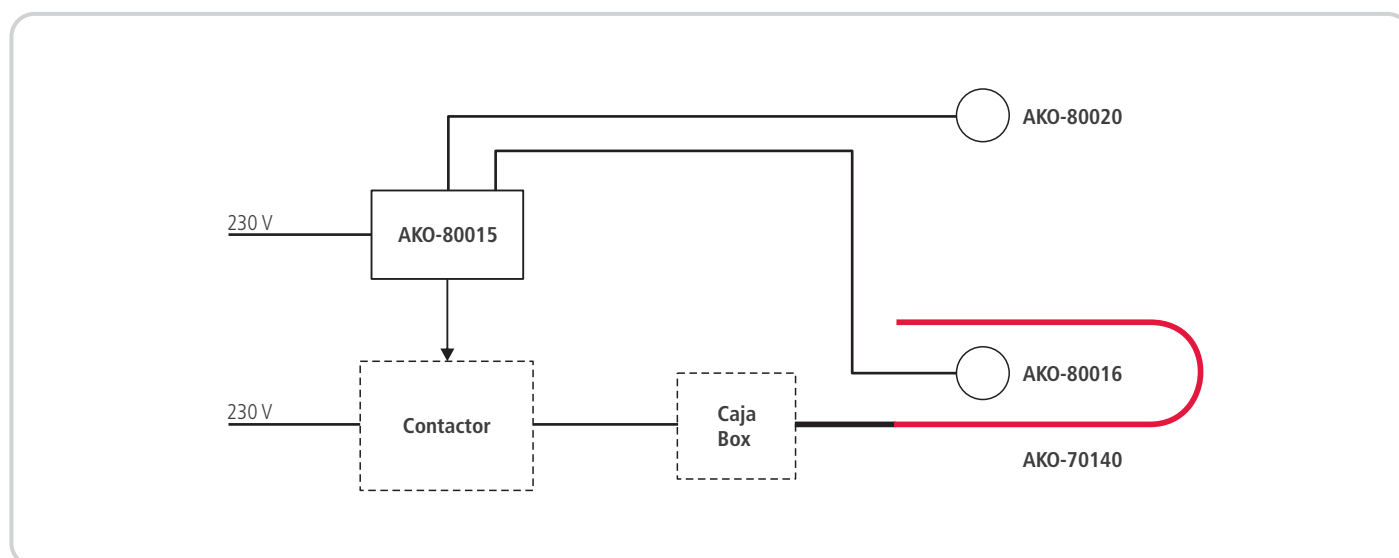 AKO-80020
230 V
AKO-80015
230 V
Contactor
Caja
Box
AKO-80016
AKO-70140